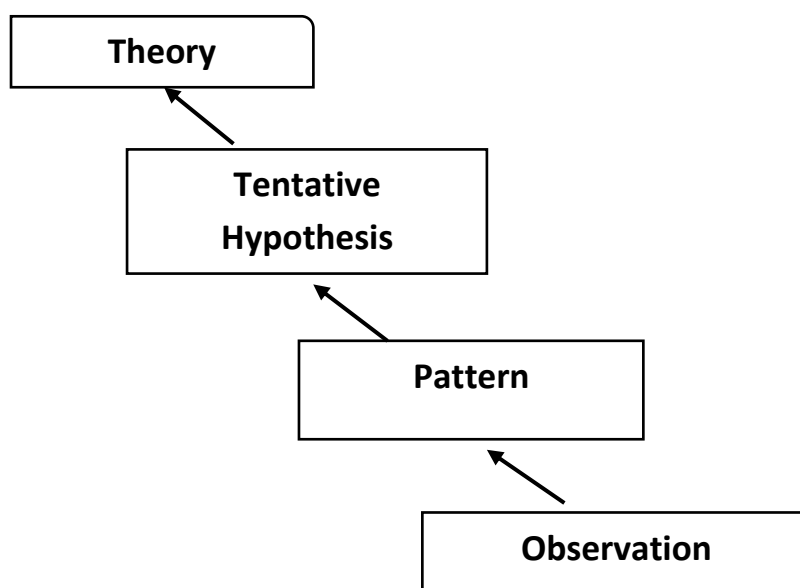 Theory
Tentative
Hypothesis
Pattern
Observation